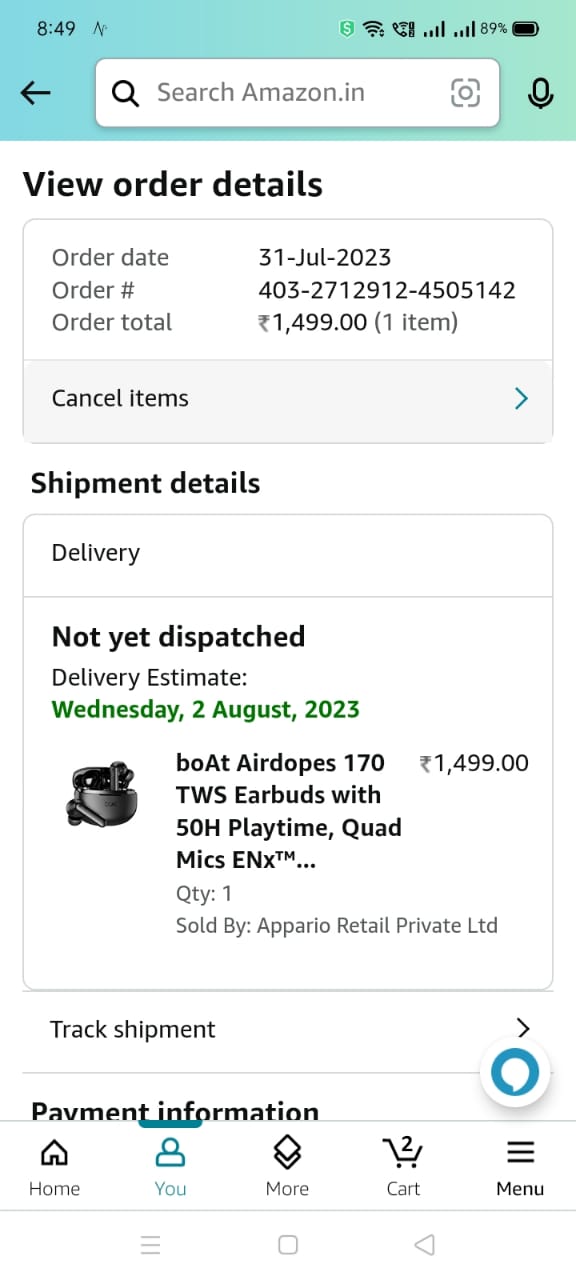 8:49 89%
Search Amazon.in
View order details
Order date 31-Jul-2023
Order # 403-2712912-4505142
Order total ₹1,499.00 (1 item)
Cancel items
Shipment details
Delivery
Not yet dispatched
Delivery Estimate:
Wednesday, 2 August, 2023
boAt Airdopes 170 ₹1,499.00
TWS Earbuds with
50H Playtime, Quad
Mics ENx™...
Qty: 1
Sold By: Appario Retail Private Ltd
Track shipment
Payment information
2
Home You More Cart Menu